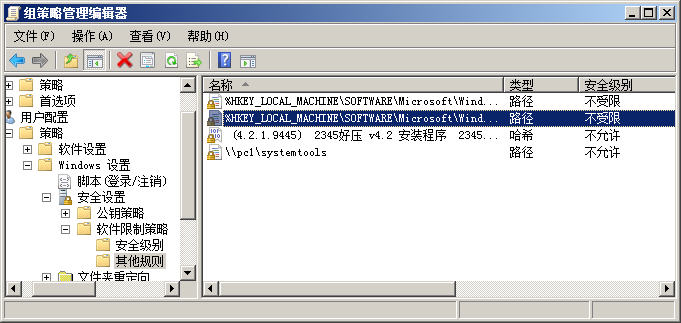 组策略管理编辑器
文件(F) 操作(A) 查看(V) 帮助(H)
策略
首选项
用户配置
策略
软件设置
Windows 设置
脚本(登录/注销)
安全设置
公钥策略
软件限制策略
安全级别
其他规则
文件夹重定向
名称 类型 安全级别
%HKEY_LOCAL_MACHINE\SOFTWARE\Microsoft\Wind... 路径 不受限
%HKEY_LOCAL_MACHINE\SOFTWARE\Microsoft\Wind... 路径 不受限
(4.2.1.9445) 2345好压 v4.2 安装程序 2345... 哈希 不允许
\\pc1\systemtools 路径 不允许